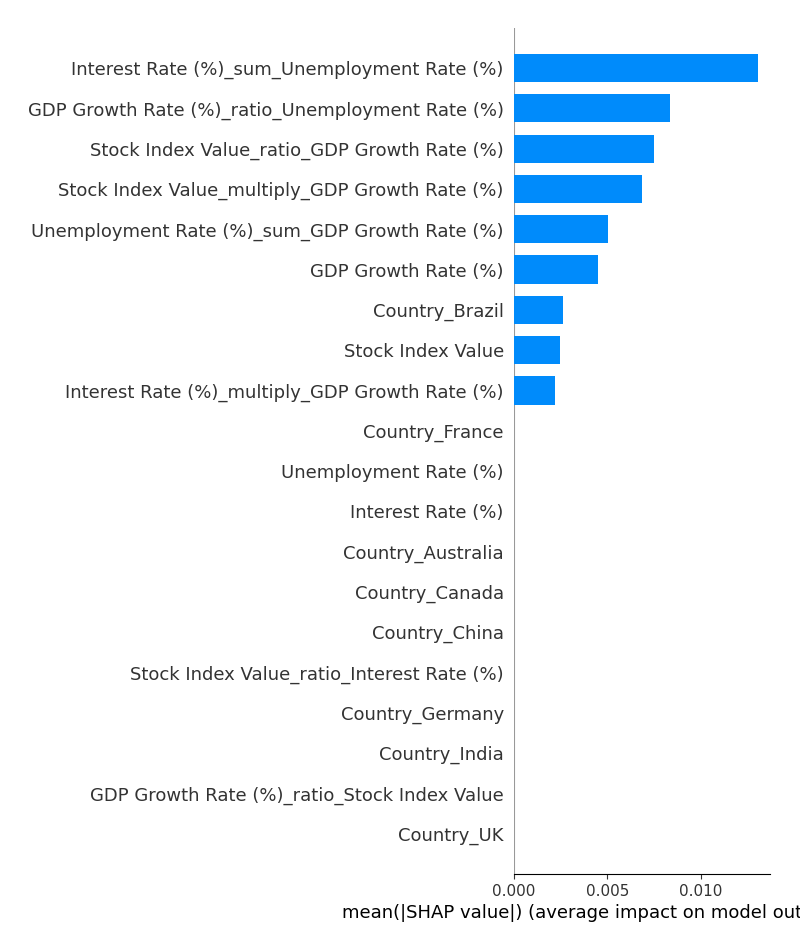 Interest Rate (%)_sum_Unemployment Rate (%)
GDP Growth Rate (%)_ratio_Unemployment Rate (%)
Stock Index Value_ratio_GDP Growth Rate (%)
Stock Index Value_multiply_GDP Growth Rate (%)
Unemployment Rate (%)_sum_GDP Growth Rate (%)
GDP Growth Rate (%)
Country_Brazil
Stock Index Value
Interest Rate (%)_multiply_GDP Growth Rate (%)
Country_France
Unemployment Rate (%)
Interest Rate (%)
Country_Australia
Country_Canada
Country_China
Stock Index Value_ratio_Interest Rate (%)
Country_Germany
Country_India
GDP Growth Rate (%)_ratio_Stock Index Value
Country_UK
0.000 0.005 0.010
mean(|SHAP value|) (average impact on model out